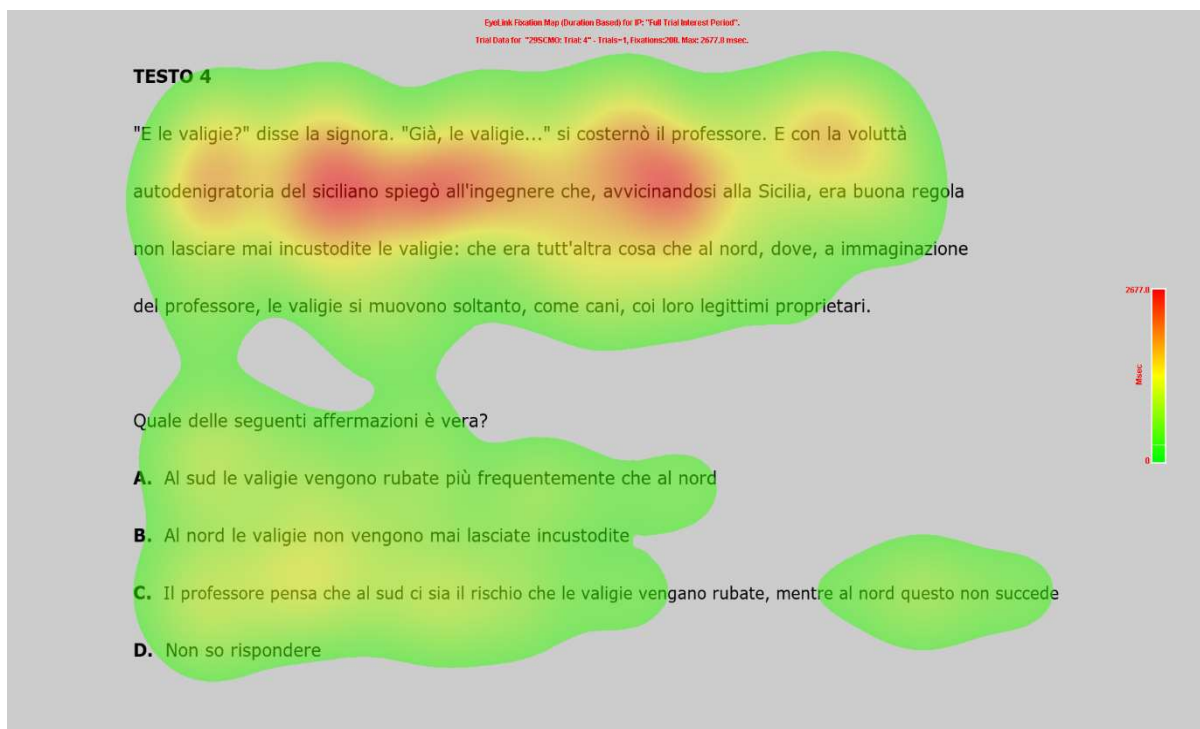 EyeLink Fixation Map (Duration Based) for IP: "Full Trial Interest Period".
Trial Data for "29SCMO: Trial: 4" - Trials=1, Fixations:208. Max: 2677.8 msec.
TESTO 4
"E le valigie?" disse la signora. "Già, le valigie..." si costernò il professore. E con la voluttà
autodenigratoria del siciliano spiegò all'ingegnere che, avvicinandosi alla Sicilia, era buona regola
non lasciare mai incustodite le valigie: che era tutt'altra cosa che al nord, dove, a immaginazione
del professore, le valigie si muovono soltanto, come cani, coi loro legittimi proprietari.
2677.8
Msec
0
Quale delle seguenti affermazioni è vera?
A. Al sud le valigie vengono rubate più frequentemente che al nord
B. Al nord le valigie non vengono mai lasciate incustodite
C. Il professore pensa che al sud ci sia il rischio che le valigie vengano rubate, mentre al nord questo non succede
D. Non so rispondere